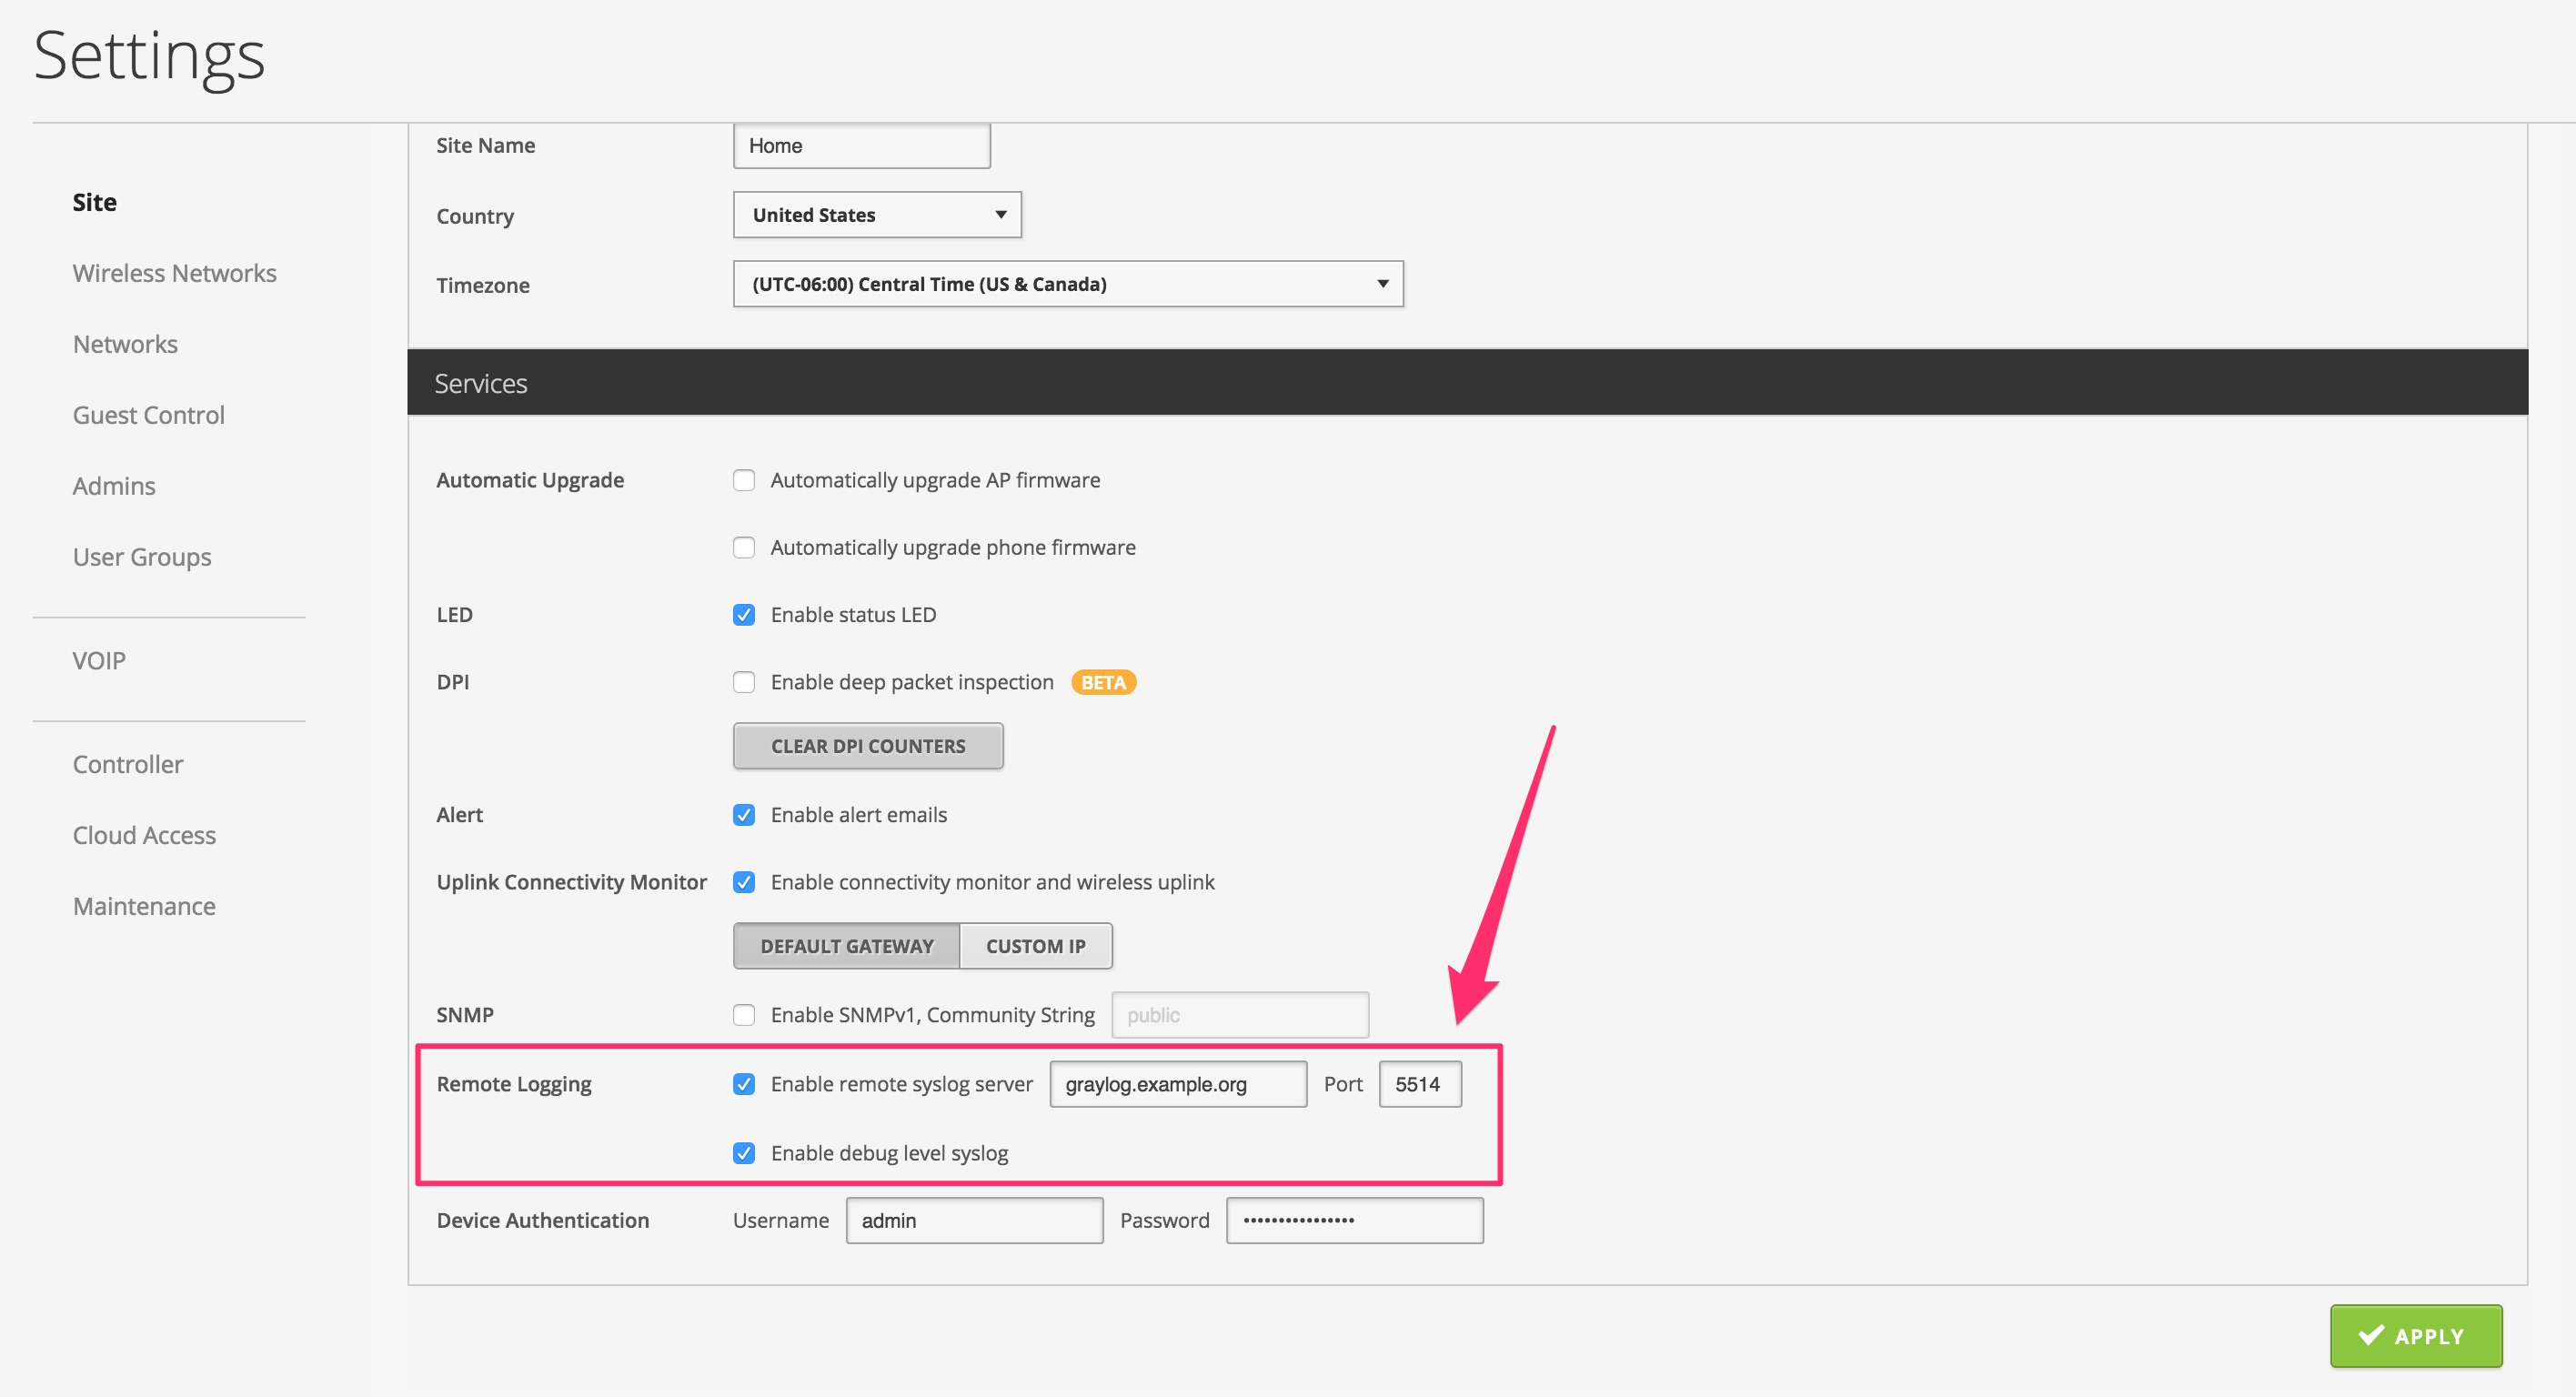 Settings
Site
Wireless Networks
Networks
Guest Control
Admins
User Groups
VOIP
Controller
Cloud Access
Maintenance
Site Name Home
Country United States
Timezone (UTC-06:00) Central Time (US & Canada)
Services
Automatic Upgrade Automatically upgrade AP firmware
Automatically upgrade phone firmware
LED Enable status LED
DPI Enable deep packet inspection BETA
CLEAR DPI COUNTERS
Alert Enable alert emails
Uplink Connectivity Monitor Enable connectivity monitor and wireless uplink
DEFAULT GATEWAY CUSTOM IP
SNMP Enable SNMPv1, Community String public
Remote Logging Enable remote syslog server graylog.example.org Port 5514
Enable debug level syslog
Device Authentication Username admin Password ••••••••••••••••
APPLY